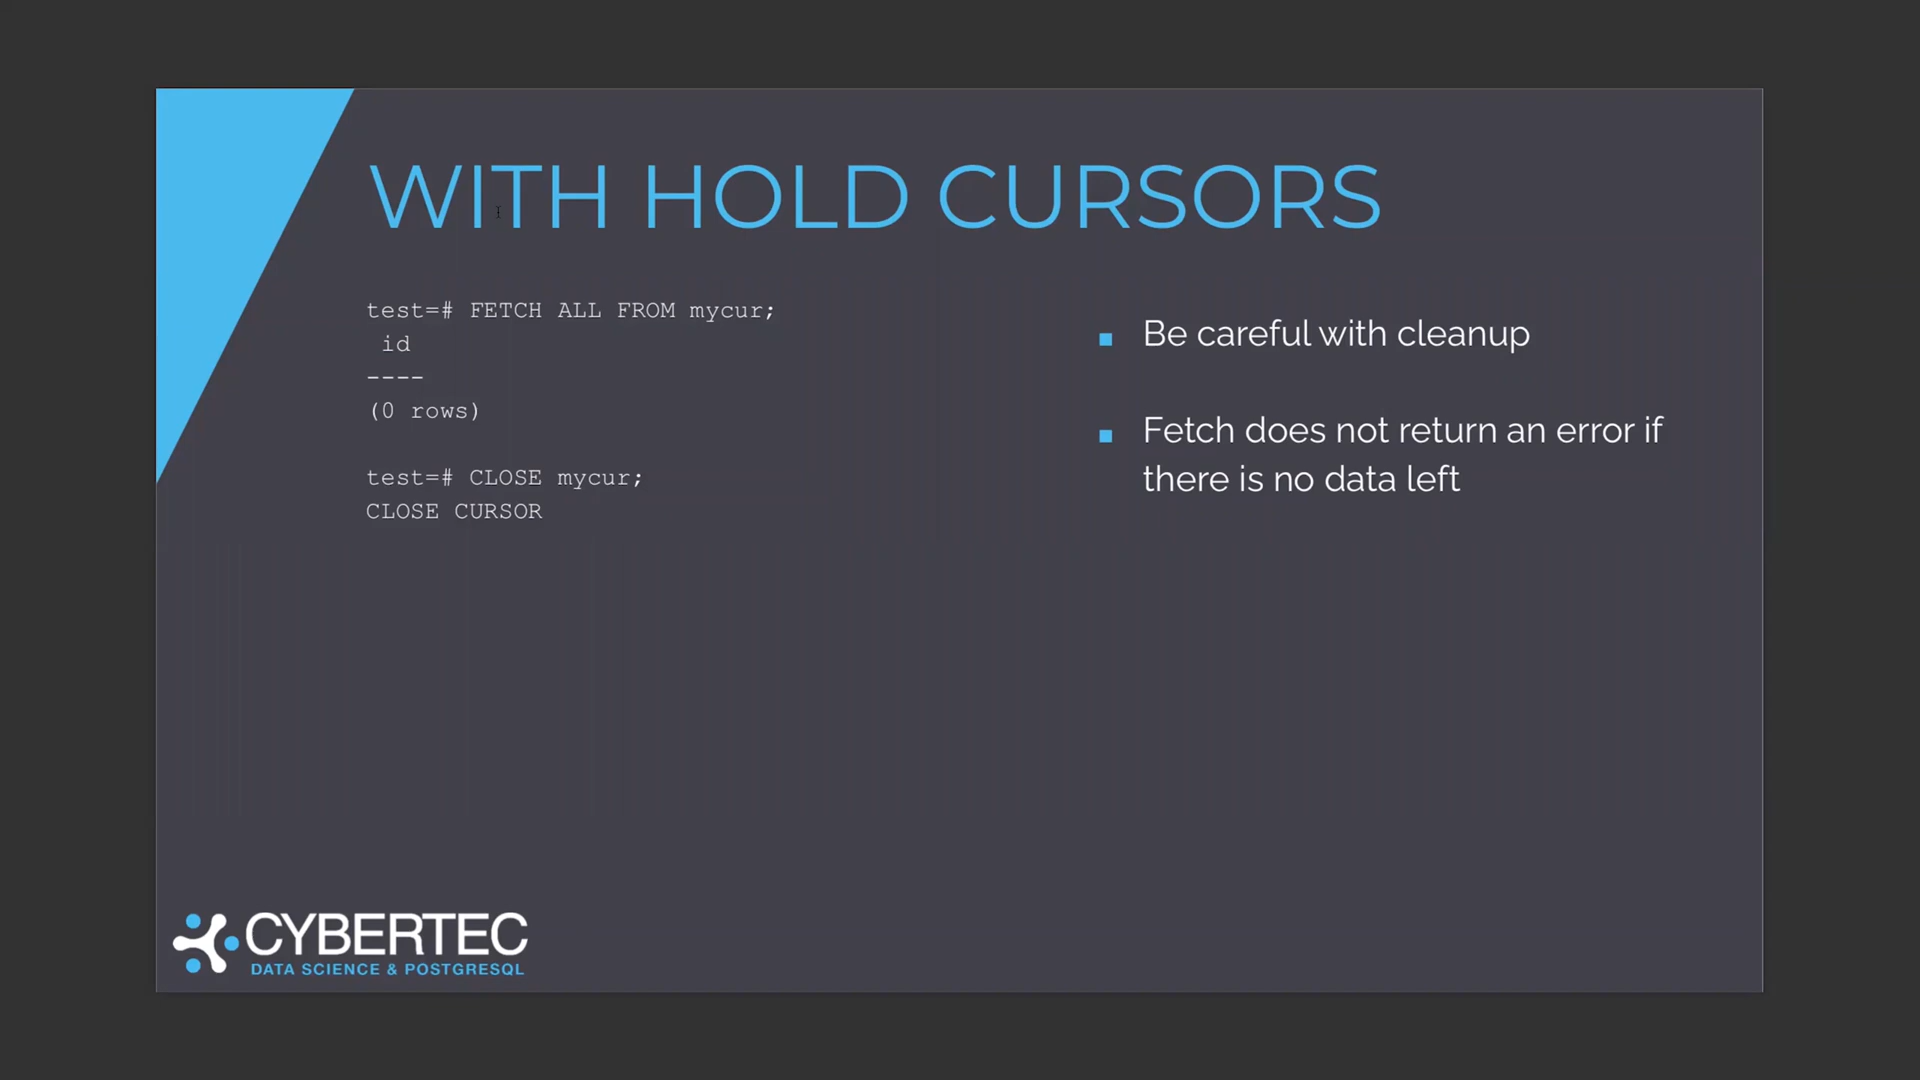 WITH HOLD CURSORS
test=# FETCH ALL FROM mycur;
id
----
(0 rows)
test=# CLOSE mycur;
CLOSE CURSOR
Be careful with cleanup
Fetch does not return an error if
there is no data left
CYBERTEC
DATA SCIENCE & POSTGRESQL